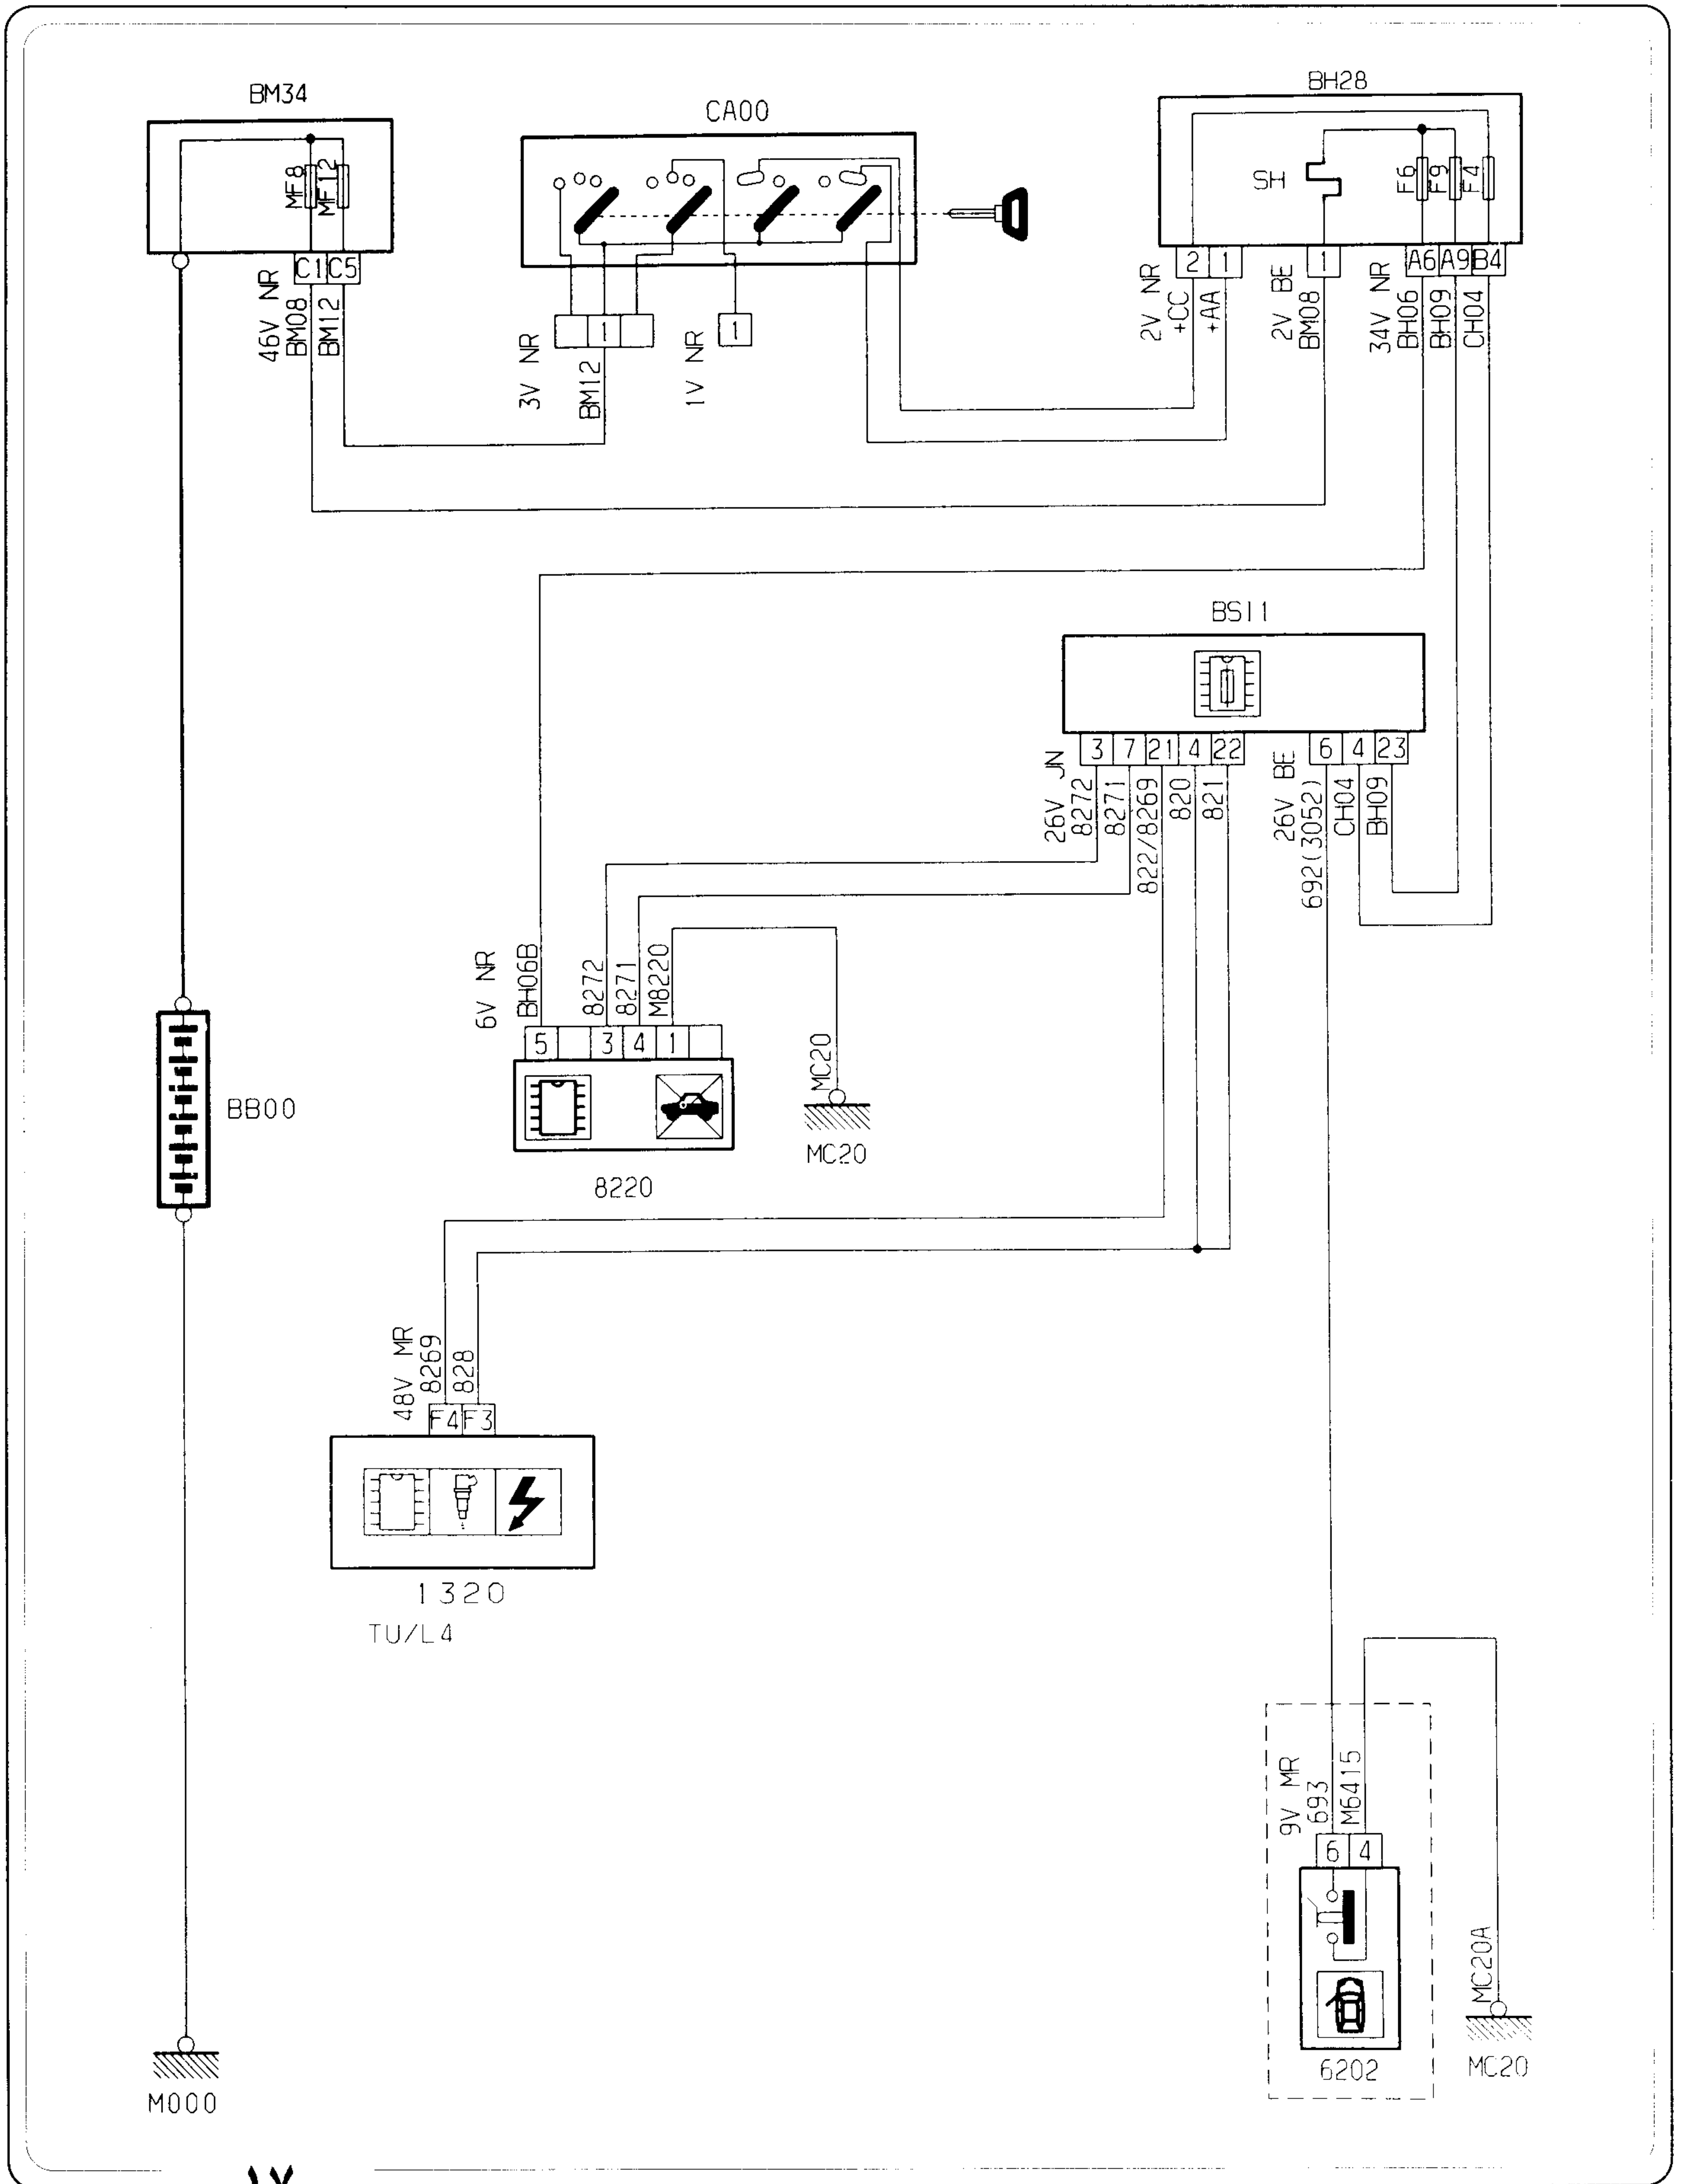 BM34
CA00
BH28
MF8
MF12
SH
F6
F9
F4
C1 C5
46V NR
BM08
BM12
1
3V NR
BM12
1
1V NR
2 1
2V NR
+CC
+AA
1
2V BE
BM08
A6 A9 B4
34V NR
BH06
BH09
CH04
BSI1
3 7 21 4 22
26V JN
8272
8271
822/8269
820
821
6 4 23
26V BE
692(3052)
CH04
BH09
6V NR
BH06B
8272
8271
M8220
5 3 4 1
8220
MC20
MC20
BB00
48V MR
8269
828
F4 F3
1320
TU/L4
9V MR
693
M6415
6 4
6202
MC20A
MC20
M000